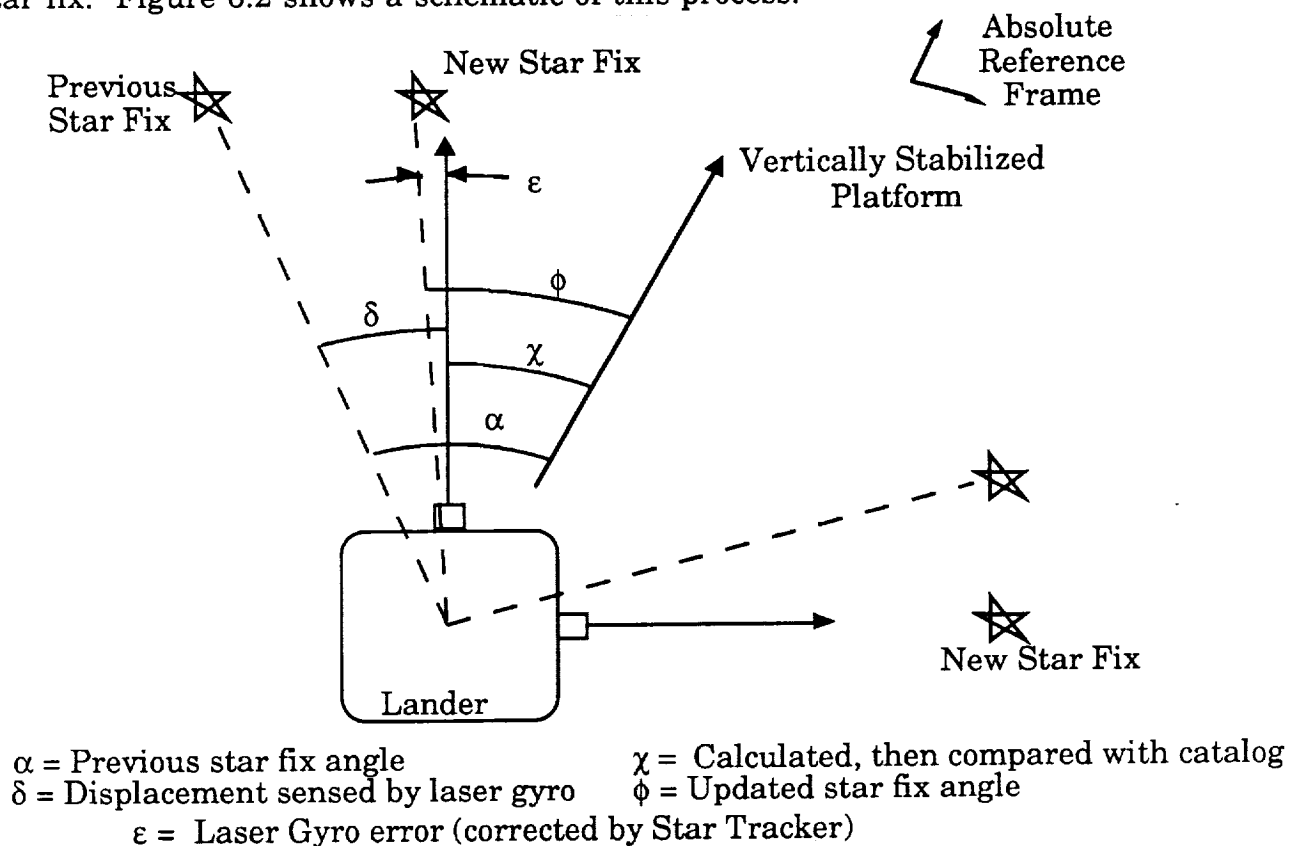 ar fix. Figure 6.2 shows a schematic of this process.
Absolute
Reference
Frame
New Star Fix
Previous
Star Fix
Vertically Stabilized
Platform
ε
ϕ
δ
χ
α
New Star Fix
Lander
α = Previous star fix angle
χ = Calculated, then compared with catalog
δ = Displacement sensed by laser gyro
ϕ = Updated star fix angle
ε = Laser Gyro error (corrected by Star Tracker)